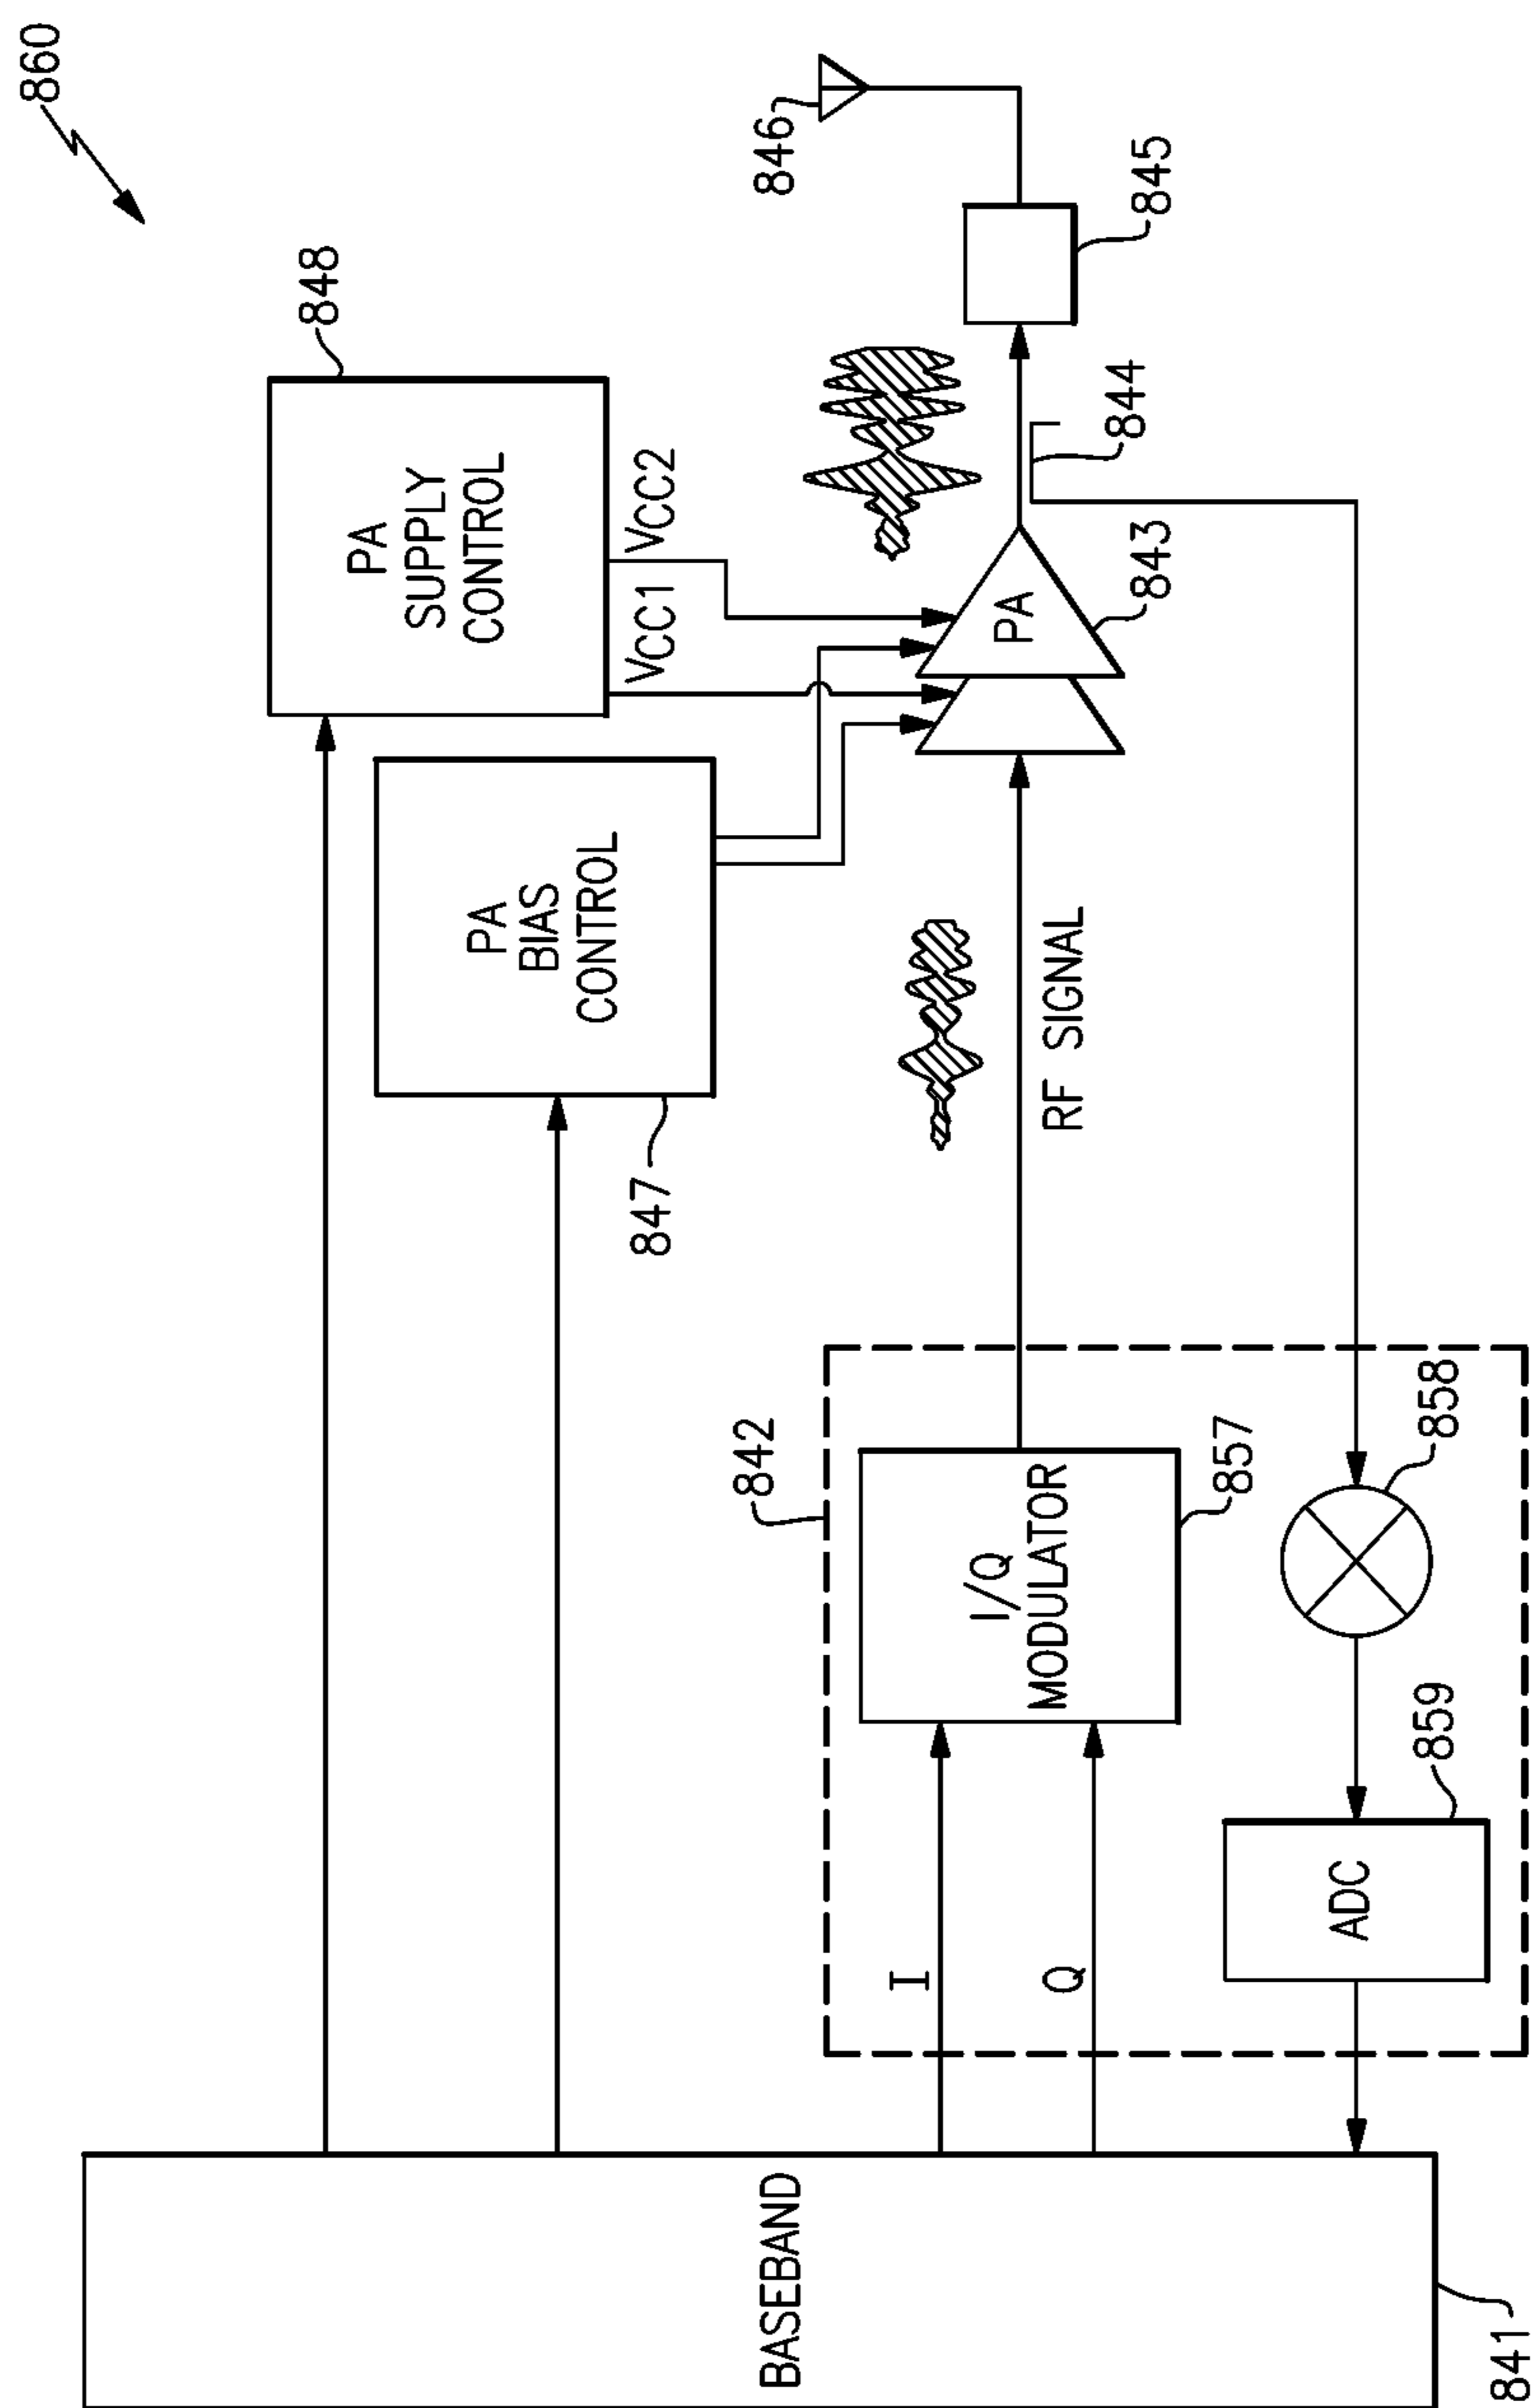 860
848
PA
SUPPLY
CONTROL
VCC1
VCC2
PA
BIAS
CONTROL
847
846
845
844
PA
843
RF SIGNAL
842
I/Q
MODULATOR
857
858
859
ADC
I
Q
BASEBAND
841